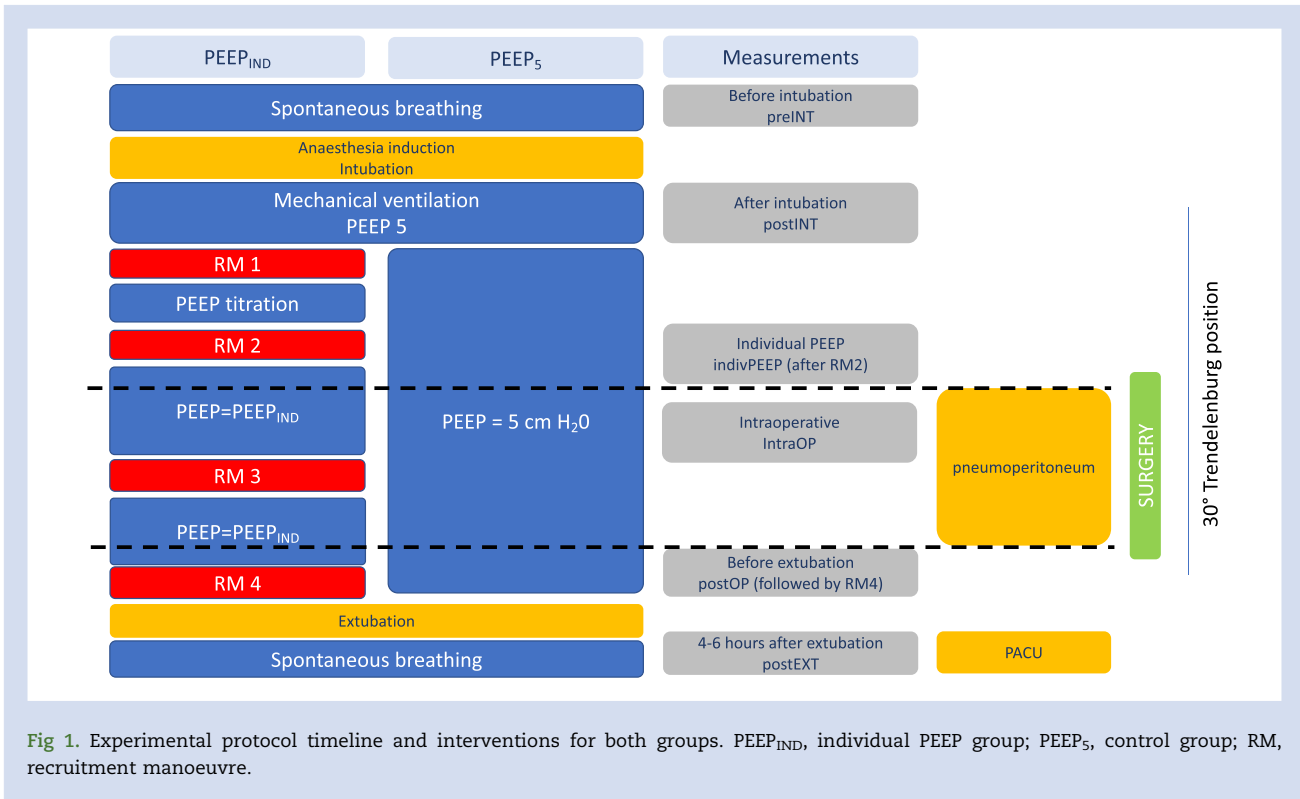 PEEP_IND
PEEP_5
Measurements
Spontaneous breathing
Before intubation
preINT
Anaesthesia induction
Intubation
Mechanical ventilation
PEEP 5
After intubation
postINT
RM 1
PEEP titration
RM 2
Individual PEEP
indivPEEP (after RM2)
PEEP=PEEP_IND
PEEP = 5 cm H_20
Intraoperative
IntraOP
pneumoperitoneum
SURGERY
30° Trendelenburg position
RM 3
PEEP=PEEP_IND
Before extubation
postOP (followed by RM4)
RM 4
Extubation
Spontaneous breathing
4-6 hours after extubation
postEXT
PACU
Fig 1. Experimental protocol timeline and interventions for both groups. PEEP_IND, individual PEEP group; PEEP_5, control group; RM,
recruitment manoeuvre.